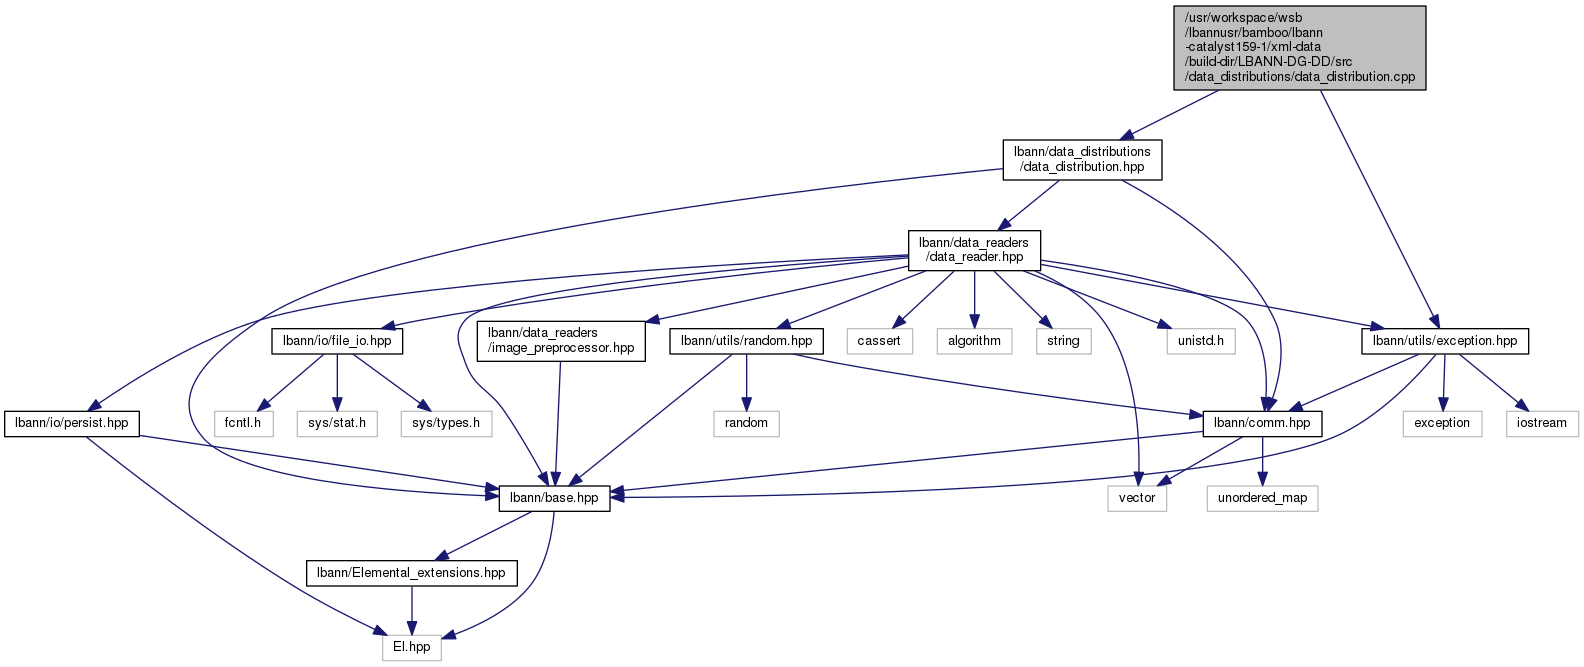 /usr/workspace/wsb
/lbannusr/bamboo/lbann
-catalyst159-1/xml-data
/build-dir/LBANN-DG-DD/src
/data_distributions/data_distribution.cpp
lbann/data_distributions
/data_distribution.hpp
lbann/data_readers
/data_reader.hpp
lbann/io/file_io.hpp
lbann/data_readers
/image_preprocessor.hpp
lbann/utils/random.hpp
cassert
algorithm
string
unistd.h
lbann/utils/exception.hpp
lbann/io/persist.hpp
fcntl.h
sys/stat.h
sys/types.h
random
lbann/comm.hpp
exception
iostream
lbann/base.hpp
vector
unordered_map
lbann/Elemental_extensions.hpp
El.hpp